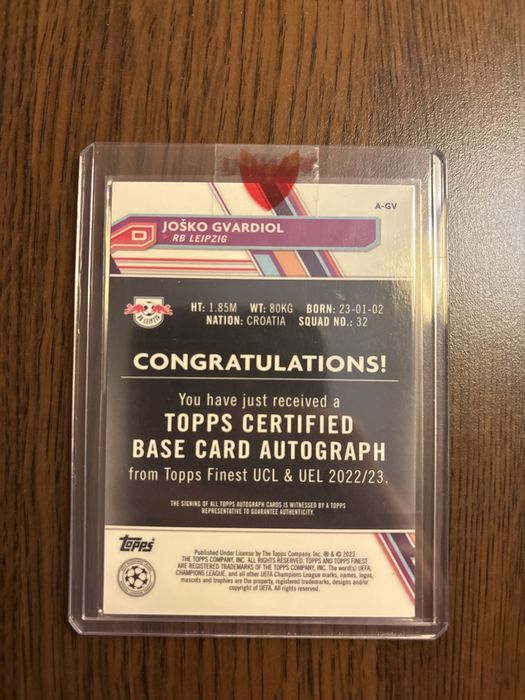 A-GV
D
JOŠKO GVARDIOL
RB LEIPZIG
HT: 1.85M WT: 80KG BORN: 23-01-02
NATION: CROATIA SQUAD NO.: 32
RB LEIPZIG
CONGRATULATIONS!
You have just received a
TOPPS CERTIFIED
BASE CARD AUTOGRAPH
from Topps Finest UCL & UEL 2022/23.
THE SIGNING OF ALL TOPPS AUTOGRAPH CARDS IS WITNESSED BY A TOPPS
REPRESENTATIVE TO GUARANTEE AUTHENTICITY.
topps
Published Under License by The Topps Company, Inc. ® & © 2023
THE TOPPS COMPANY, INC. ALL RIGHTS RESERVED. TOPPS AND TOPPS FINEST
ARE REGISTERED TRADEMARKS OF THE TOPPS COMPANY, INC. The word(s) UEFA,
CHAMPIONS LEAGUE, and all other UEFA Champions League marks, names, logos,
mascots and trophies are the property, registered trademarks, designs and/or
copyright of UEFA. All rights reserved.